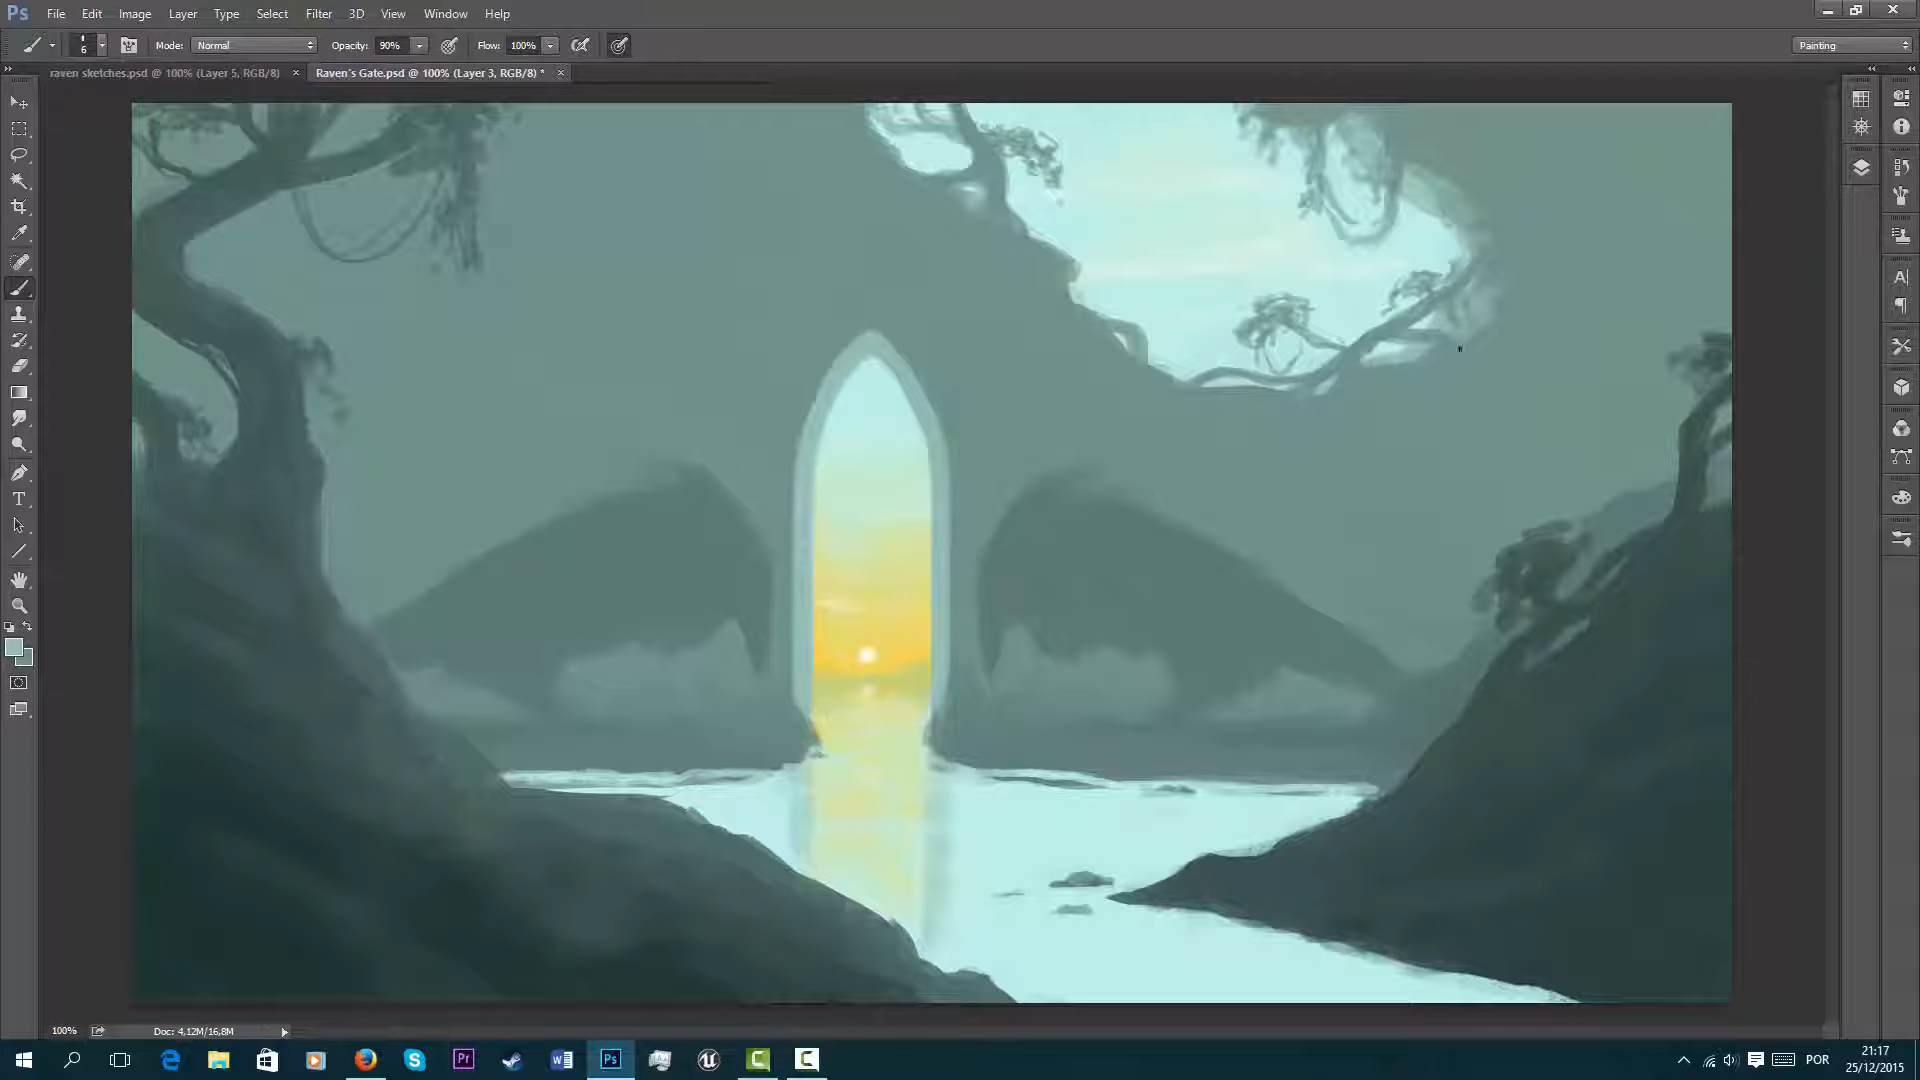 Ps File Edit Image Layer Type Select Filter 3D View Window Help
6 Mode: Normal Opacity: 90% Flow: 100% Painting
raven sketches.psd @ 100% (Layer 5, RGB/8) × Raven's Gate.psd @ 100% (Layer 3, RGB/8) * ×
100% Doc: 4,12M/16,8M
POR
21:17
25/12/2015